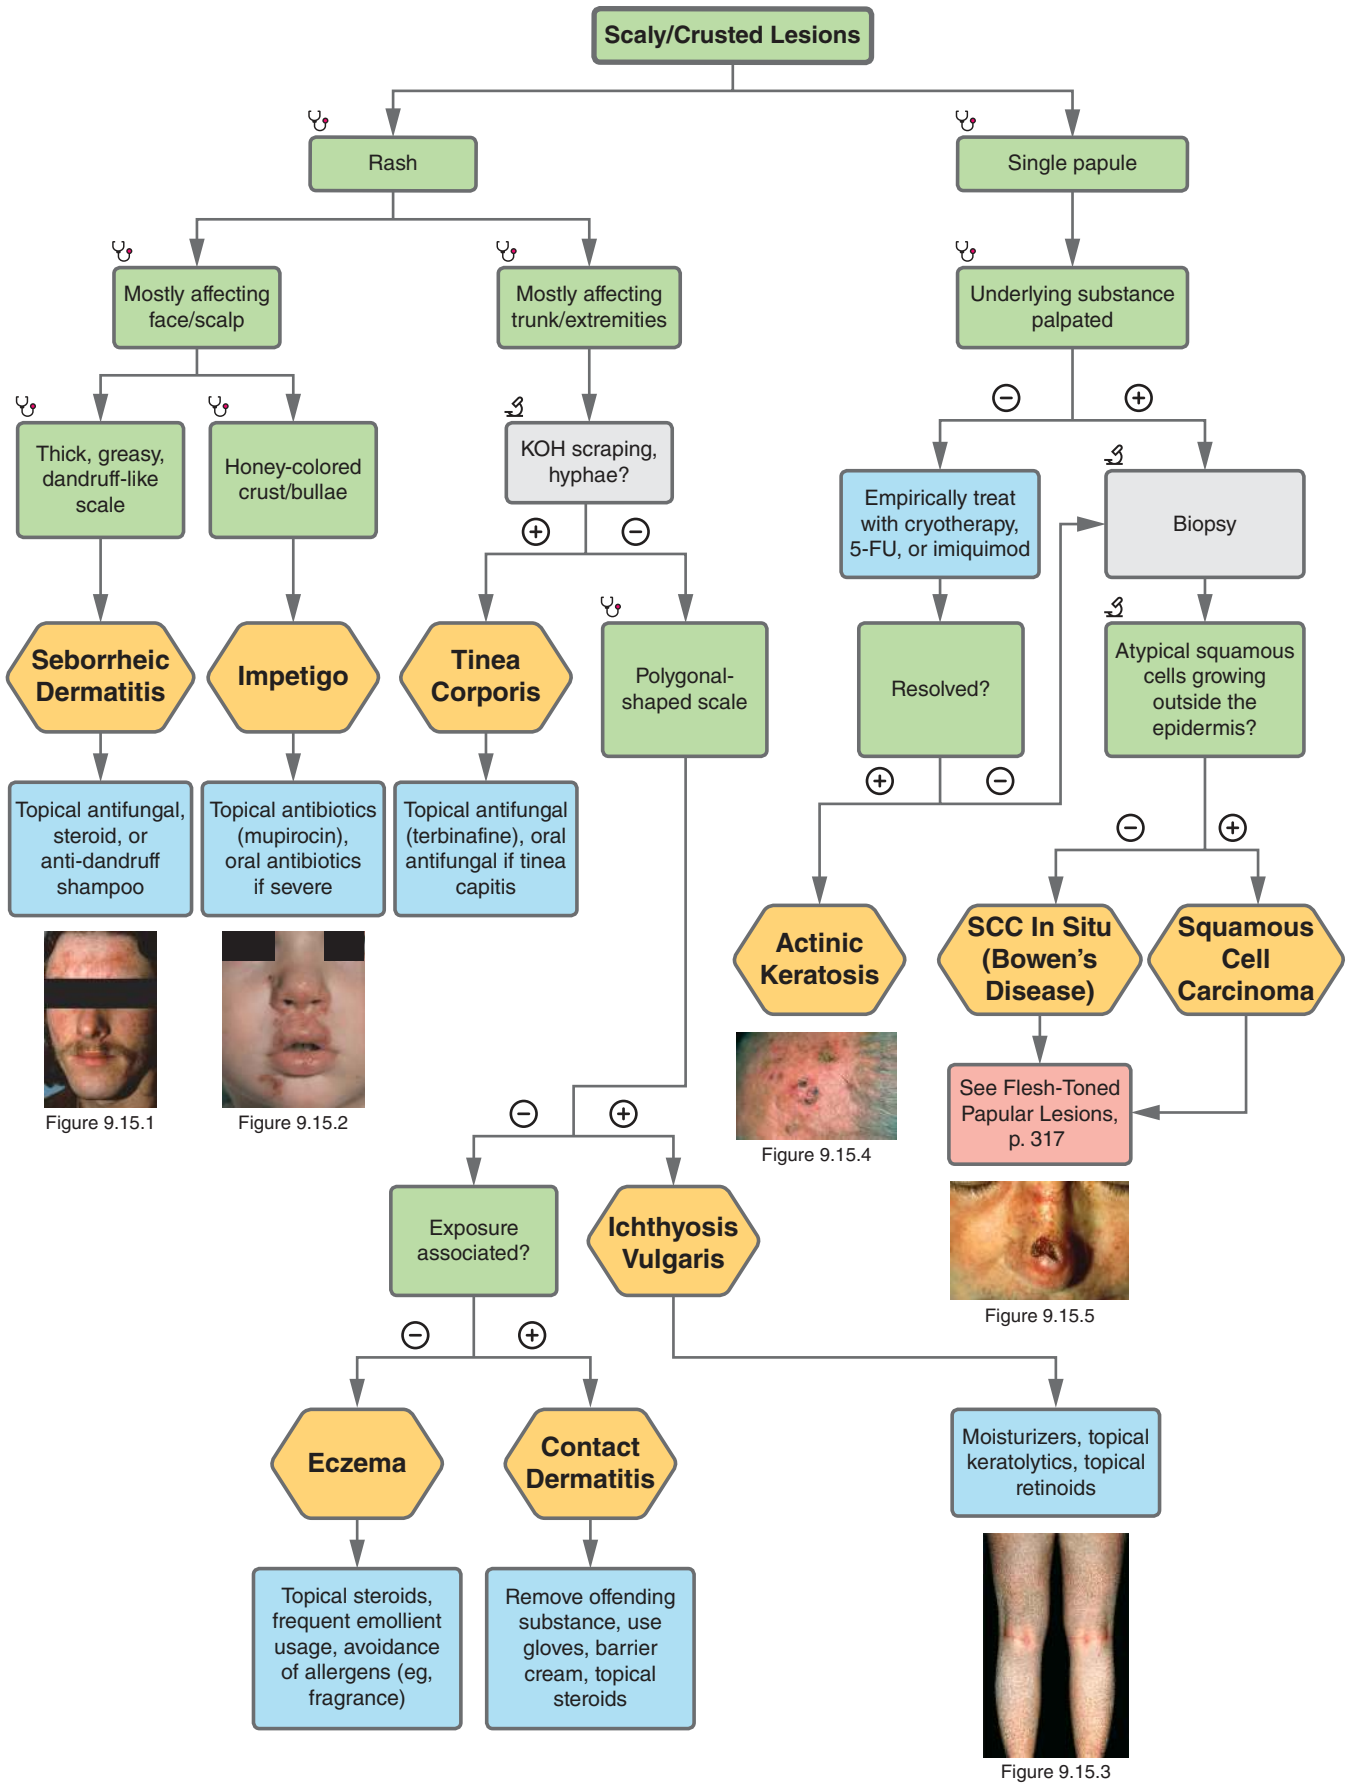 Scaly/Crusted Lesions
Rash
Single papule
Mostly affecting
face/scalp
Mostly affecting
trunk/extremities
Underlying substance
palpated
Thick, greasy,
dandruff-like
scale
Honey-colored
crust/bullae
KOH scraping,
hyphae?
− +
Empirically treat
with cryotherapy,
5-FU, or imiquimod
Biopsy
+ −
Seborrheic
Dermatitis
Impetigo
Tinea
Corporis
Polygonal-
shaped scale
Resolved?
Atypical squamous
cells growing
outside the
epidermis?
+ −
− +
Topical antifungal,
steroid, or
anti-dandruff
shampoo
Topical antibiotics
(mupirocin),
oral antibiotics
if severe
Topical antifungal
(terbinafine), oral
antifungal if tinea
capitis
Actinic
Keratosis
SCC In Situ
(Bowen's
Disease)
Squamous
Cell
Carcinoma
Figure 9.15.1
Figure 9.15.2
Figure 9.15.4
See Flesh-Toned
Papular Lesions,
p. 317
− +
Exposure
associated?
Ichthyosis
Vulgaris
Figure 9.15.5
− +
Eczema
Contact
Dermatitis
Moisturizers, topical
keratolytics, topical
retinoids
Topical steroids,
frequent emollient
usage, avoidance
of allergens (eg,
fragrance)
Remove offending
substance, use
gloves, barrier
cream, topical
steroids
Figure 9.15.3